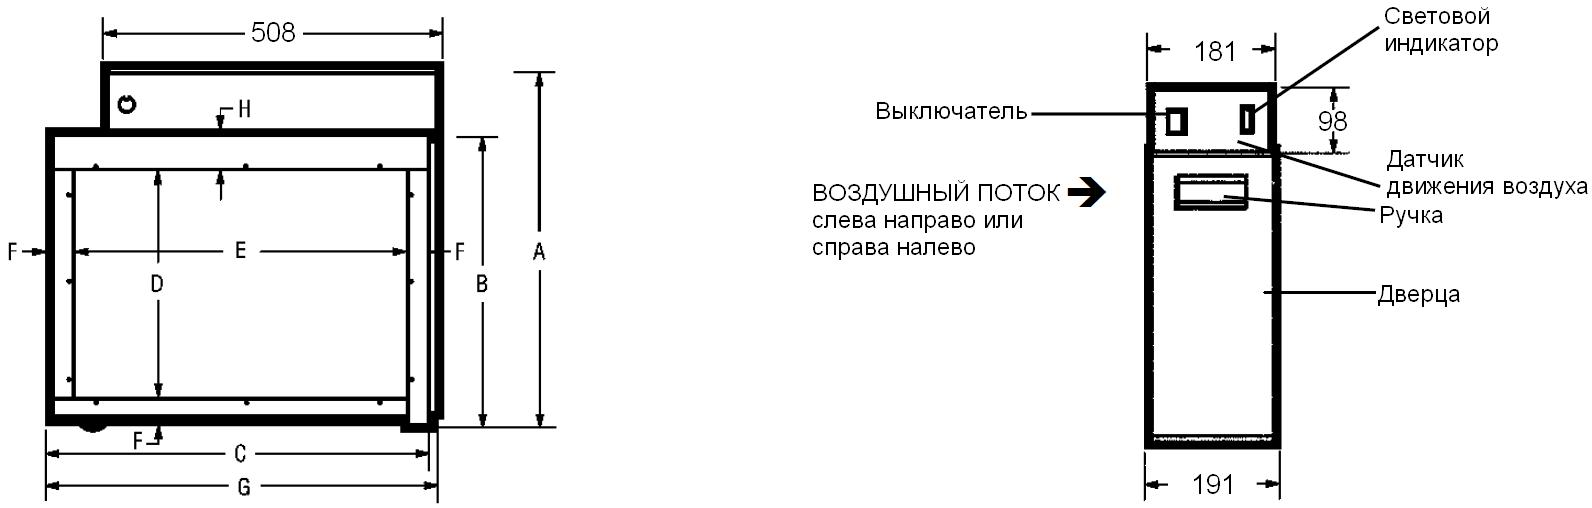 508
H
F
E
F
D
B
A
F
C
G
181
Световой
индикатор
Выключатель
98
Датчик
движения воздуха
ВОЗДУШНЫЙ ПОТОК
слева направо или
справа налево
Ручка
Дверца
191